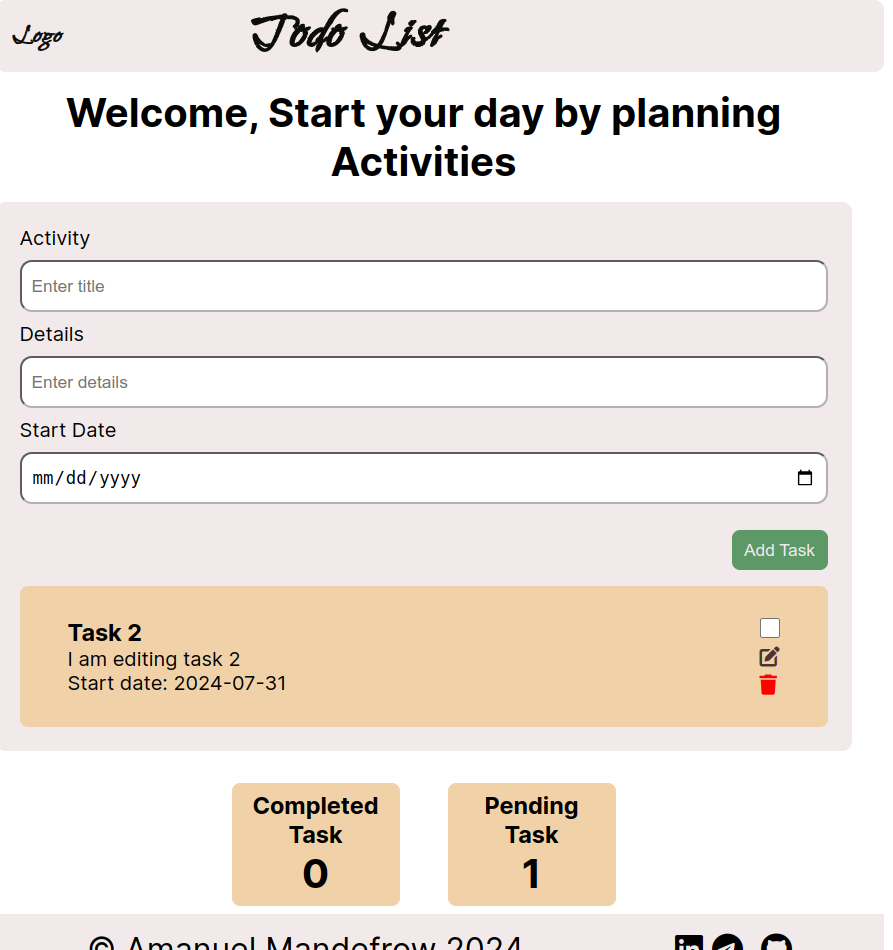 Logo
Todo List
Welcome, Start your day by planning
Activities
Activity
Enter title
Details
Enter details
Start Date
mm/dd/yyyy
Add Task
Task 2
I am editing task 2
Start date: 2024-07-31
Completed
Task
0
Pending
Task
1
© Amanuel Mandefrow 2024
in